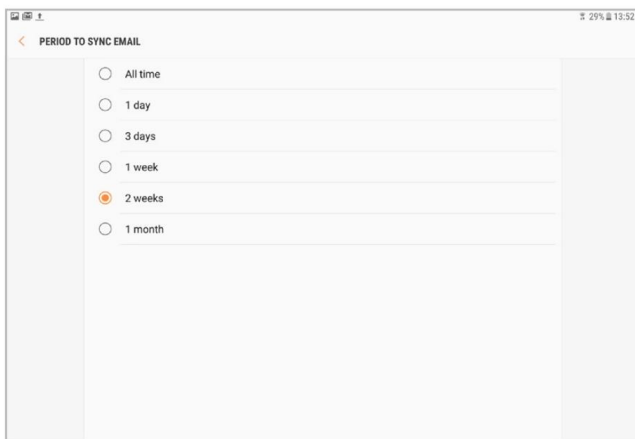 29% 13:52
PERIOD TO SYNC EMAIL
All time
1 day
3 days
1 week
2 weeks
1 month